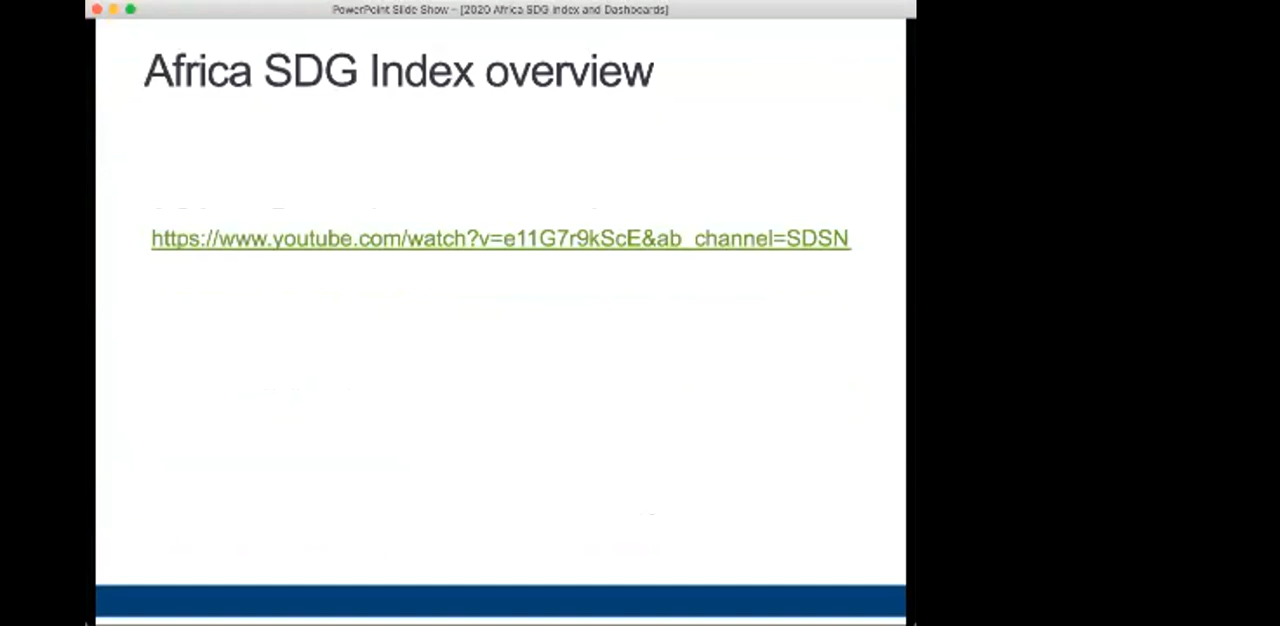 PowerPoint Slide Show - [2020 Africa SDG Index and Dashboards]
Africa SDG Index overview
https://www.youtube.com/watch?v=e11G7r9kScE&ab_channel=SDSN